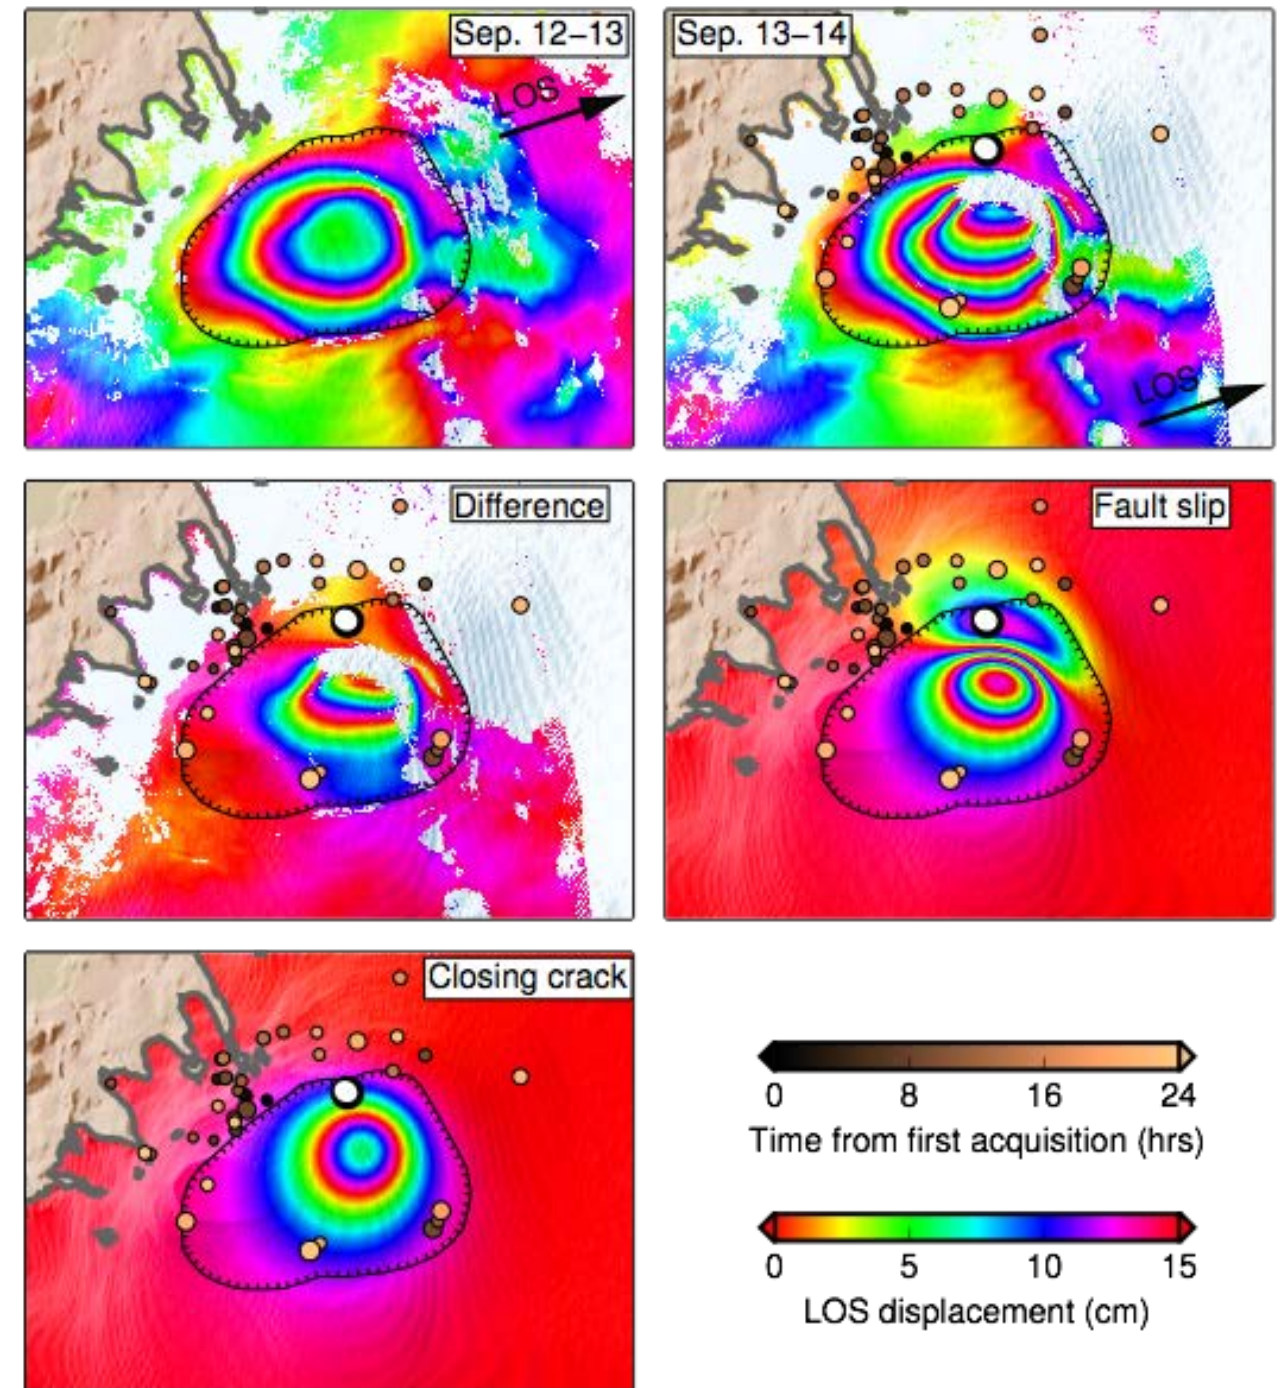 Sep. 12–13
LOS
Sep. 13–14
LOS
Difference
Fault slip
Closing crack
0 8 16 24
Time from first acquisition (hrs)
0 5 10 15
LOS displacement (cm)